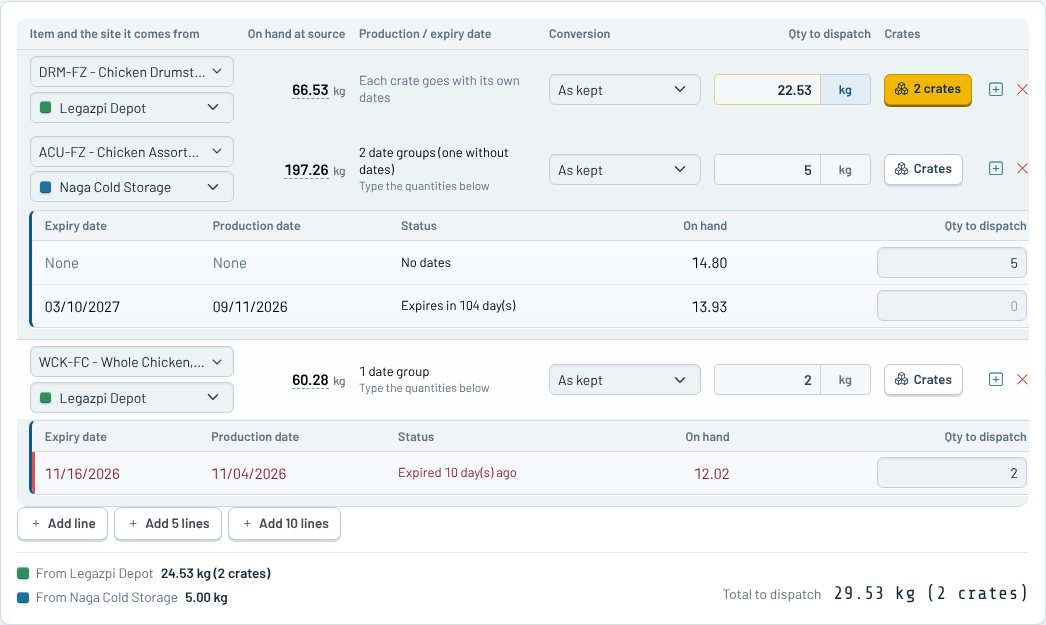 Item and the site it comes from On hand at source Production / expiry date Conversion Qty to dispatch Crates
DRM-FZ - Chicken Drumst...
Legazpi Depot
66.53 kg
Each crate goes with its own
dates
As kept
22.53 kg
2 crates
ACU-FZ - Chicken Assort...
Naga Cold Storage
197.26 kg
2 date groups (one without
dates)
Type the quantities below
As kept
5 kg
Crates
Expiry date Production date Status On hand Qty to dispatch
None None No dates 14.80 5
03/10/2027 09/11/2026 Expires in 104 day(s) 13.93 0
WCK-FC - Whole Chicken,...
Legazpi Depot
60.28 kg
1 date group
Type the quantities below
As kept
2 kg
Crates
Expiry date Production date Status On hand Qty to dispatch
11/16/2026 11/04/2026 Expired 10 day(s) ago 12.02 2
+ Add line + Add 5 lines + Add 10 lines
From Legazpi Depot 24.53 kg (2 crates)
From Naga Cold Storage 5.00 kg
Total to dispatch 29.53 kg (2 crates)